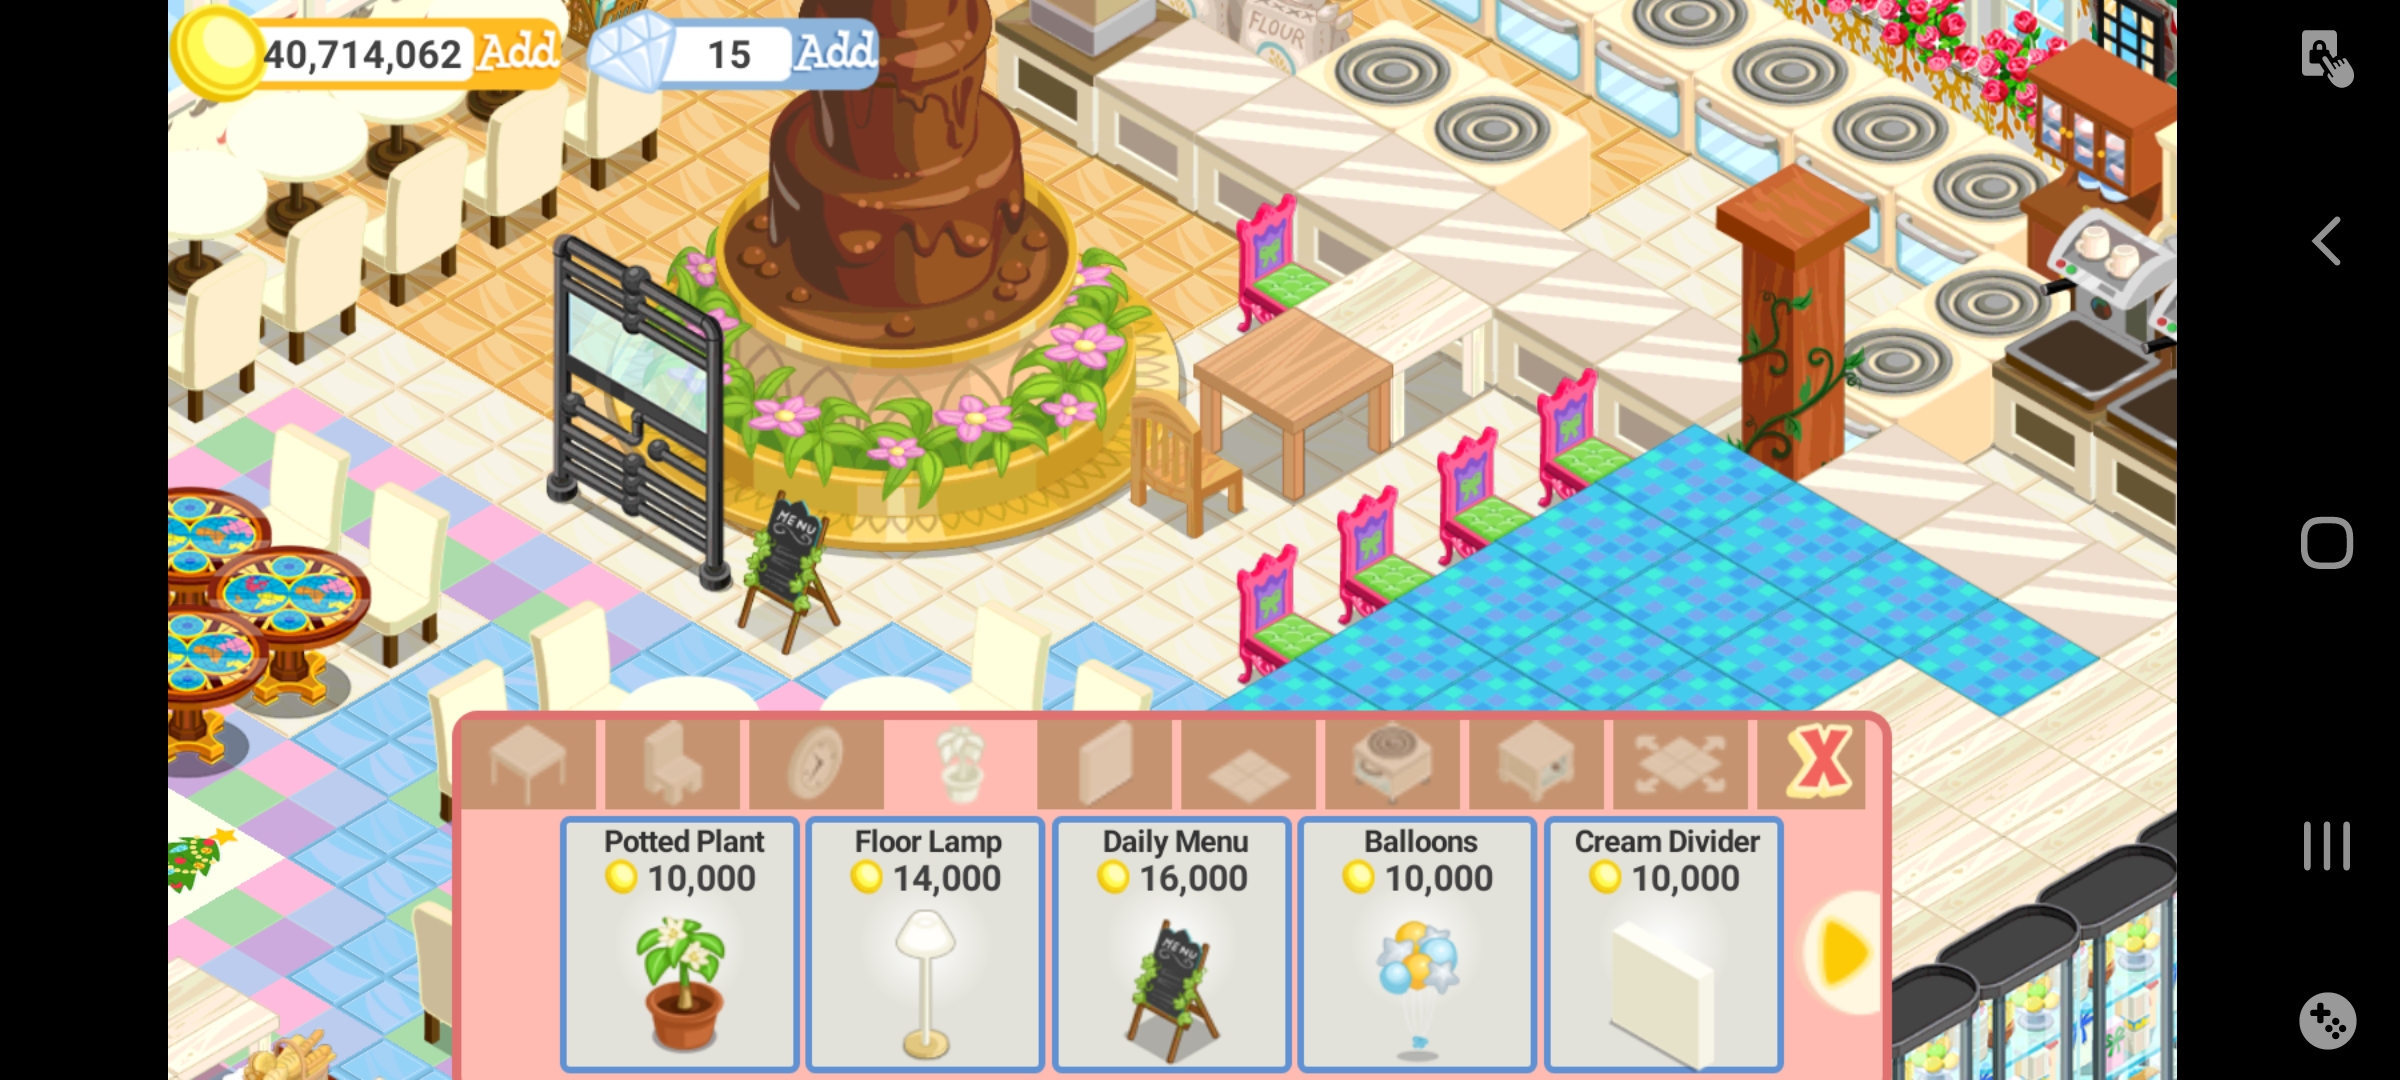 40,714,062 Add 15 Add
FLOUR
MENU
Potted Plant Floor Lamp Daily Menu Balloons Cream Divider
10,000 14,000 16,000 10,000 10,000
MENU
X